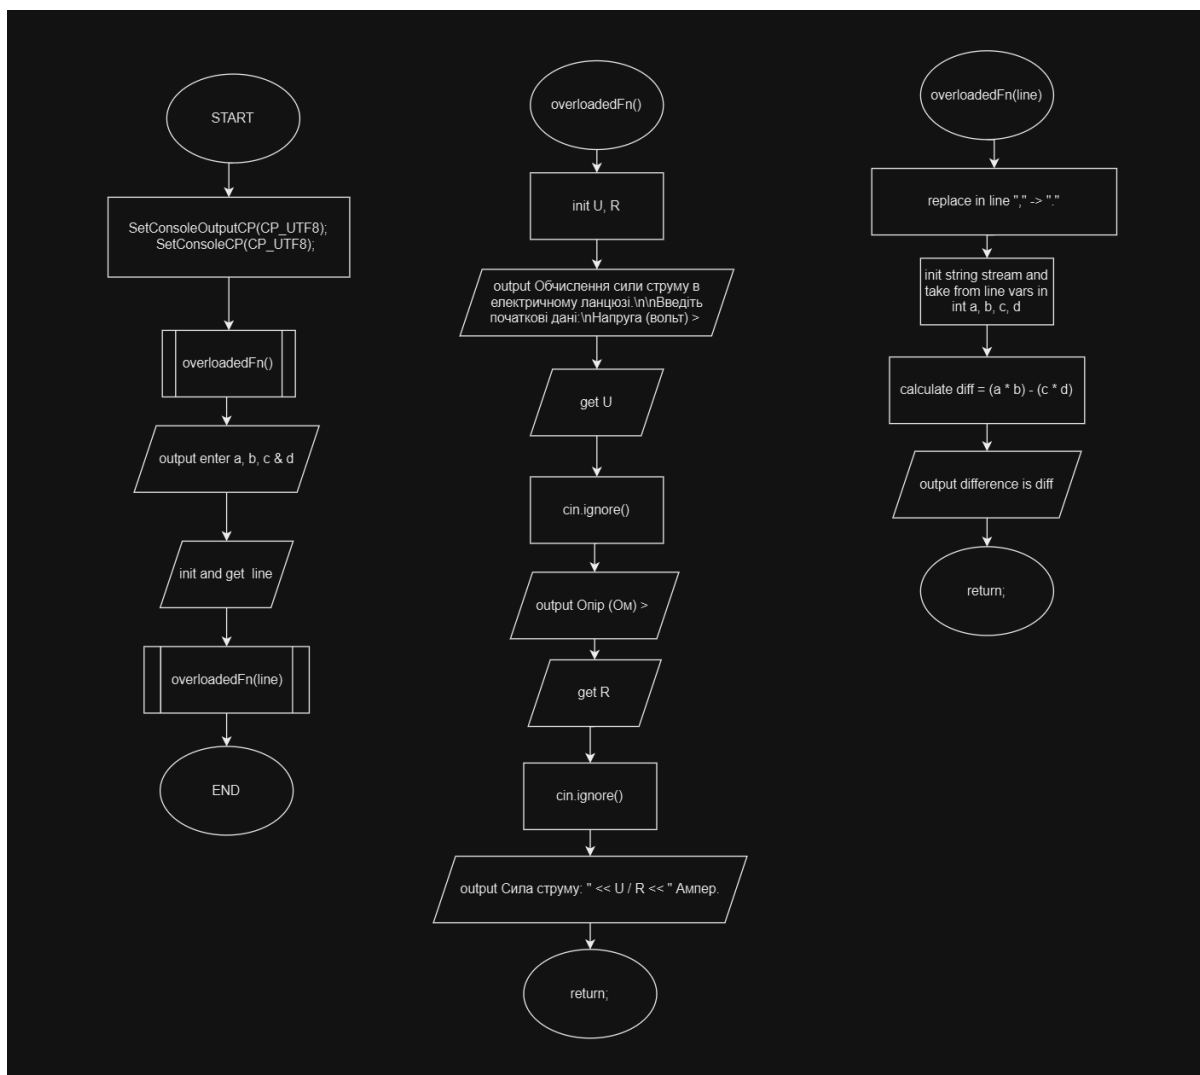 START
SetConsoleOutputCP(CP_UTF8);
SetConsoleCP(CP_UTF8);
overloadedFn()
output enter a, b, c & d
init and get line
overloadedFn(line)
END
overloadedFn()
init U, R
output Обчислення сили струму в
електричному ланцюзі.\n\nВведіть
початкові дані:\nНапруга (вольт) >
get U
cin.ignore()
output Опір (Ом) >
get R
cin.ignore()
output Сила струму: " << U / R << " Ампер.
return;
overloadedFn(line)
replace in line "," -> "."
init string stream and
take from line vars in
int a, b, c, d
calculate diff = (a * b) - (c * d)
output difference is diff
return;